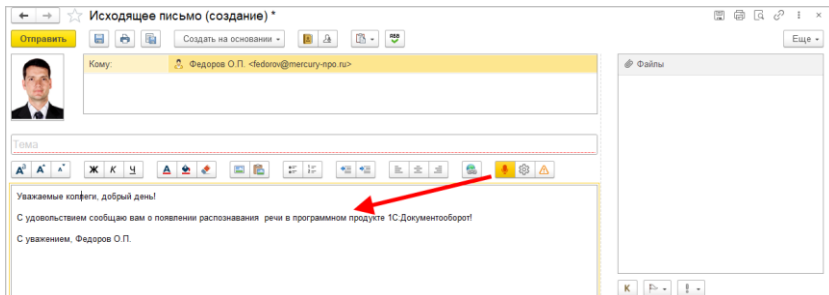 Исходящее письмо (создание) *
Отправить
Создать на основании
Еще
Кому:
Федоров О.П. <fedorov@mercury-npo.ru>
Файлы
Тема
А А А Ж К Ч А
Уважаемые коллеги, добрый день!
С удовольствием сообщаю вам о появлении распознавания речи в программном продукте 1С:Документооборот!
С уважением, Федоров О.П.
К